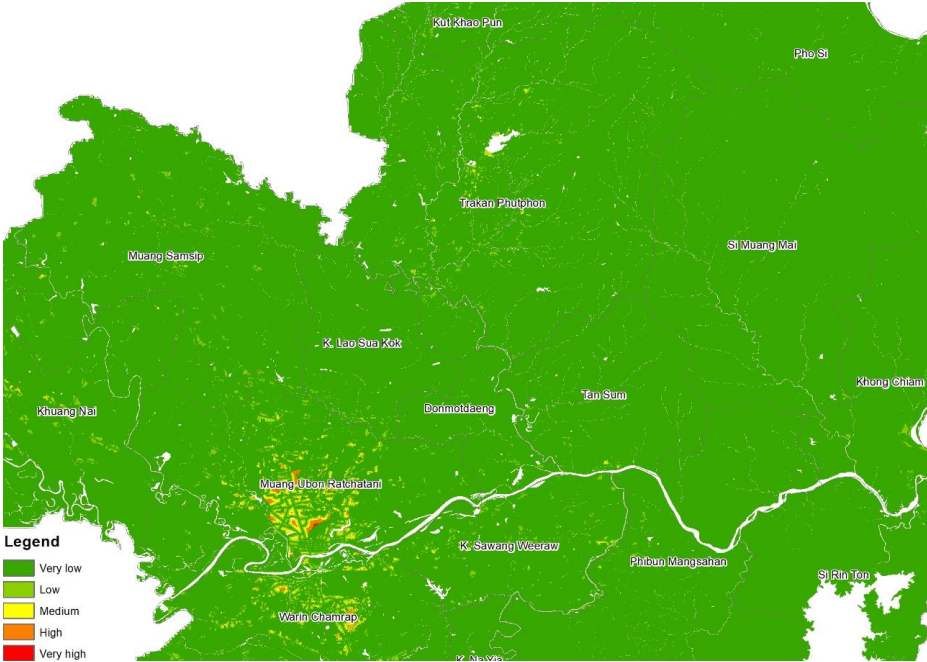 Kut Khao Pun
Pho Si
Trakan Phutphon
Si Muang Mai
Muang Samsip
K. Lao Sua Kok
Khong Chiam
Tan Sum
Khuang Nai
Donmotdaeng
Muang Ubon Ratchatani
K. Sawang Weeraw
Phibun Mangsahan
Si Rin Ton
Warin Chamrap
K. Na Yia
Legend
Very low
Low
Medium
High
Very high